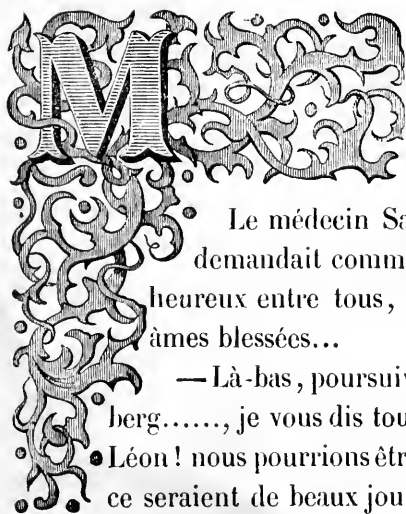 M
Le médecin Sa
demandait comm
heureux entre tous,
âmes blessées...
— Là-bas, poursuiv
berg......, je vous dis tou
Léon ! nous pourrions êtr
ce seraient de beaux jou